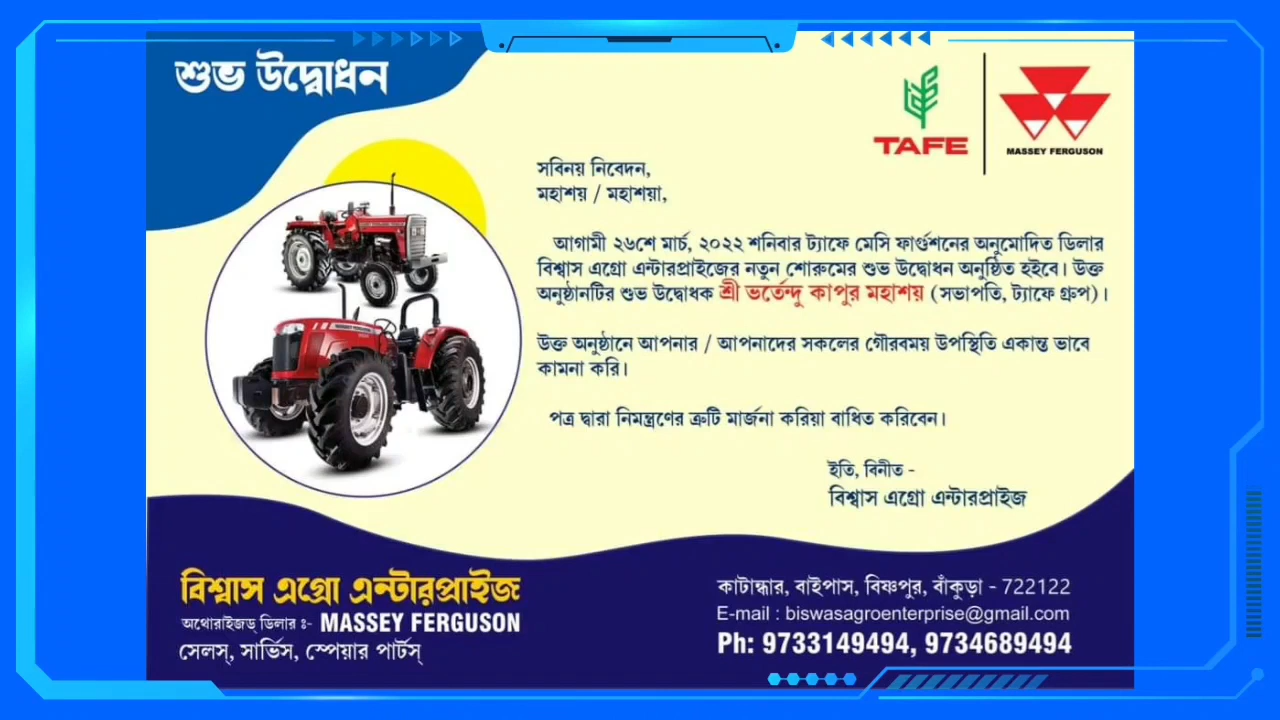 শুভ উদ্বোধন
TAFE
MASSEY FERGUSON
সবিনয় নিবেদন,
মহাশয় / মহাশয়া,
আগামী ২৬শে মার্চ, ২০২২ শনিবার ট্যাফে মেসি ফার্গুশনের অনুমোদিত ডিলার
বিশ্বাস এগ্রো এন্টারপ্রাইজের নতুন শোরুমের শুভ উদ্বোধন অনুষ্ঠিত হইবে। উক্ত
অনুষ্ঠানটির শুভ উদ্বোধক শ্রী ভর্তেন্দু কাপুর মহাশয় (সভাপতি, ট্যাফে গ্রুপ)।
উক্ত অনুষ্ঠানে আপনার / আপনাদের সকলের গৌরবময় উপস্থিতি একান্ত ভাবে
কামনা করি।
পত্র দ্বারা নিমন্ত্রণের ত্রুটি মার্জনা করিয়া বাধিত করিবেন।
ইতি, বিনীত -
বিশ্বাস এগ্রো এন্টারপ্রাইজ
বিশ্বাস এগ্রো এন্টারপ্রাইজ
অথোরাইজড্ ডিলার ঃ- MASSEY FERGUSON
সেলস্, সার্ভিস, স্পেয়ার পার্টস্
কাটান্ধার, বাইপাস, বিষ্ণপুর, বাঁকুড়া - 722122
E-mail : biswasagroenterprise@gmail.com
Ph: 9733149494, 9734689494